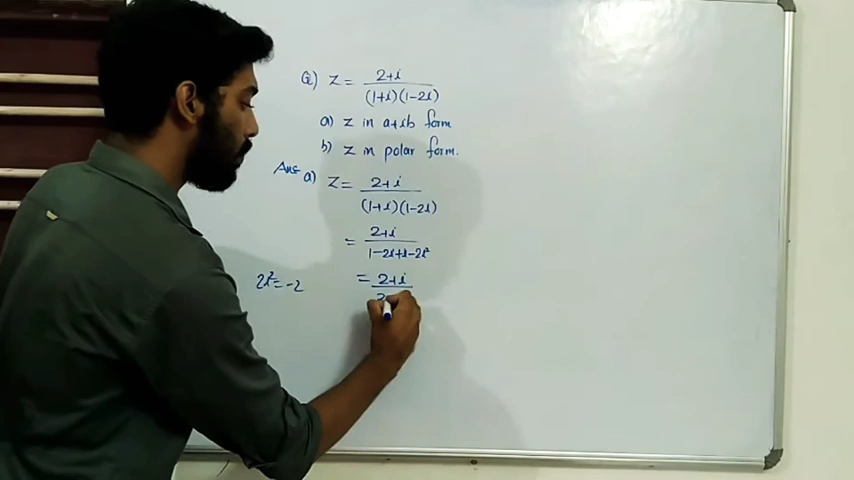 Q) z = 2+i / (1+i)(1-2i)
a) z in a+ib form
b) z in polar form.
Ans a) z = 2+i / (1+i)(1-2i)
= 2+i / 1-2i+i-2i²
2i²=-2 = 2+i / 3